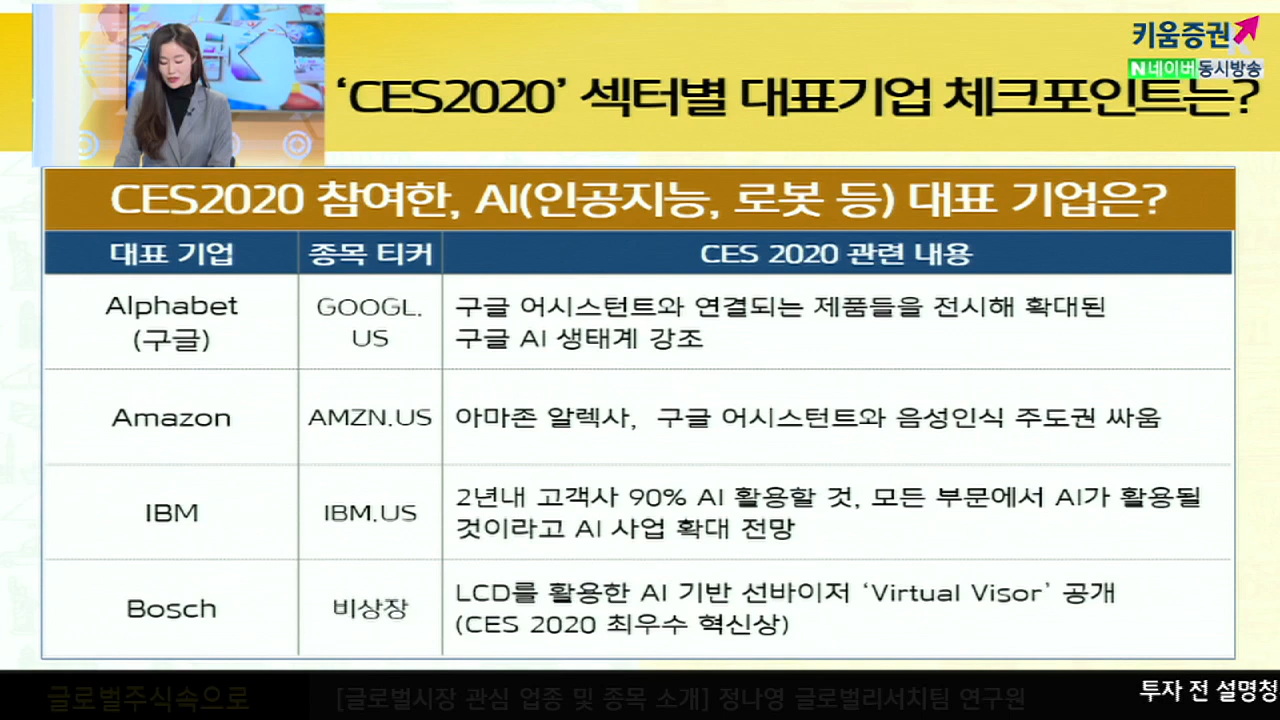 키움증권
N 네이버 동시방송
‘CES2020’ 섹터별 대표기업 체크포인트는?
CES2020 참여한, AI(인공지능, 로봇 등) 대표 기업은?
대표 기업 종목 티커 CES 2020 관련 내용
Alphabet
(구글)
GOOGL.
US
구글 어시스턴트와 연결되는 제품들을 전시해 확대된
구글 AI 생태계 강조
Amazon AMZN.US 아마존 알렉사, 구글 어시스턴트와 음성인식 주도권 싸움
IBM IBM.US
2년내 고객사 90% AI 활용할 것, 모든 부문에서 AI가 활용될
것이라고 AI 사업 확대 전망
Bosch 비상장
LCD를 활용한 AI 기반 선바이저 ‘Virtual Visor’ 공개
(CES 2020 최우수 혁신상)
글로벌주식속으로 [글로벌시장 관심 업종 및 종목 소개] 정나영 글로벌리서치팀 연구원
투자 전 설명청